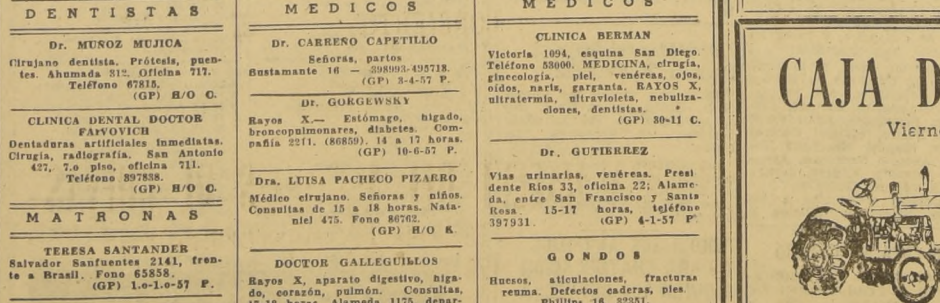 DENTISTAS
Dr. MUÑOZ MUJICA
Cirujano dentista. Prótesis, puen-
tes. Ahumada 312. Oficina 717.
Teléfono 67815.
(GP) H/O C.
CLINICA DENTAL DOCTOR
FAIVOVICH
Dentaduras artificiales inmediatas.
Cirugía, radiografía. San Antonio
427, 7.o piso, oficina 711.
Teléfono 397838.
(GP) H/O C.
MATRONAS
TERESA SANTANDER
Salvador Sanfuentes 2141, fren-
te a Brasil. Fono 65858.
(GP) 1.o-1.o-57 P.
MEDICOS
Dr. CARREÑO CAPETILLO
Señoras, partos
Bustamante 16 — 398993-495718.
(GP) 3-4-57 P.
Dr. GORGEWSKY
Rayos X.— Estómago, hígado,
broncopulmonares, diabetes. Com-
pañía 2211. (86859). 14 a 17 horas.
(GP) 10-6-57 P.
Dra. LUISA PACHECO PIZARRO
Médico cirujano. Señoras y niños.
Consultas de 15 a 18 horas. Nata-
niel 475. Fono 86762.
(GP) H/O K.
DOCTOR GALLEGUILLOS
Rayos X, aparato digestivo, híga-
do, corazón, pulmón. Consultas,
horas. Alameda 1175, depar-
MEDICOS
CLINICA BERMAN
Victoria 1094, esquina San Diego.
Teléfono 53000. MEDICINA, cirugía,
ginecología, piel, venéreas, ojos,
oídos, nariz, garganta. RAYOS X,
ultratermia, ultravioleta, nebuliza-
ciones, dentistas.
(GP) 30-11 C.
Dr. GUTIERREZ
Vías urinarias, venéreas. Presi
dente Ríos 33, oficina 22; Alame-
da, entre San Francisco y Santa
Rosa. 15-17 horas, teléfono
397931. (GP) 4-1-57 P.
GONDOS
Huesos, aticulaciones, fracturas
reuma. Defectos caderas, pies.
Phillips 16 32351.
CAJA D
Viern